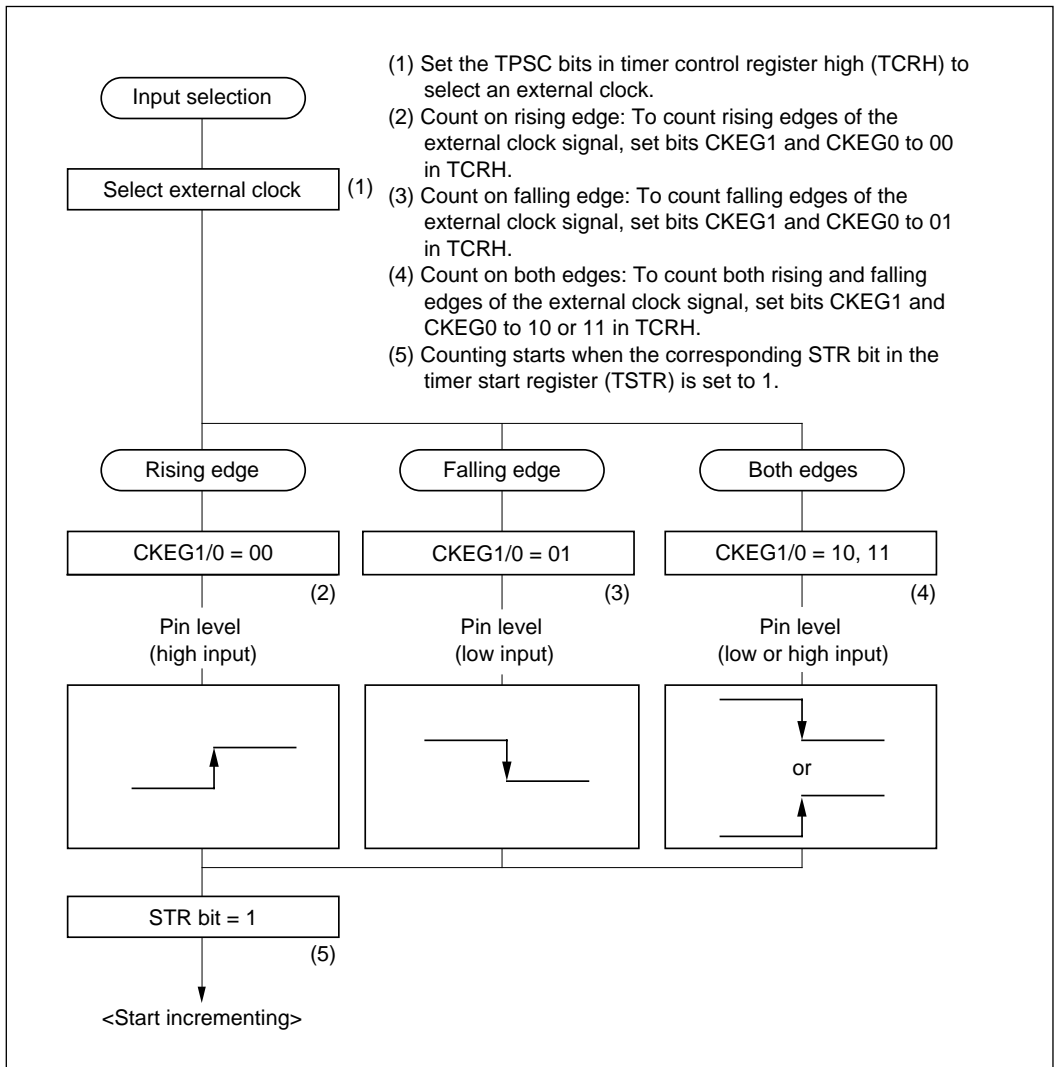 Input selection
Select external clock
(1)
(1) Set the TPSC bits in timer control register high (TCRH) to
select an external clock.
(2) Count on rising edge: To count rising edges of the
external clock signal, set bits CKEG1 and CKEG0 to 00
in TCRH.
(3) Count on falling edge: To count falling edges of the
external clock signal, set bits CKEG1 and CKEG0 to 01
in TCRH.
(4) Count on both edges: To count both rising and falling
edges of the external clock signal, set bits CKEG1 and
CKEG0 to 10 or 11 in TCRH.
(5) Counting starts when the corresponding STR bit in the
timer start register (TSTR) is set to 1.
Rising edge
CKEG1/0 = 00
(2)
Pin level
(high input)
Falling edge
CKEG1/0 = 01
(3)
Pin level
(low input)
Both edges
CKEG1/0 = 10, 11
(4)
Pin level
(low or high input)
or
STR bit = 1
(5)
<Start incrementing>